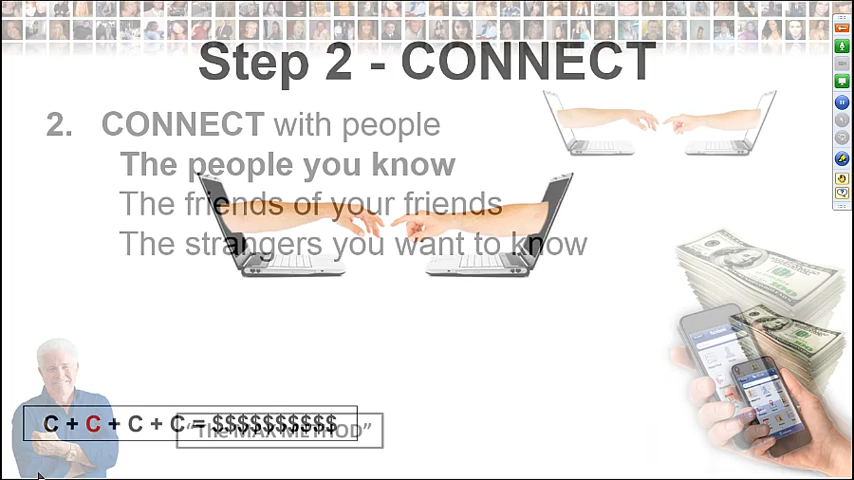 Step 2 - CONNECT
2. CONNECT with people
The people you know
The friends of your friends
The strangers you want to know
C + C + C + C = $$$$$$$$$$
"The MAX METHOD"